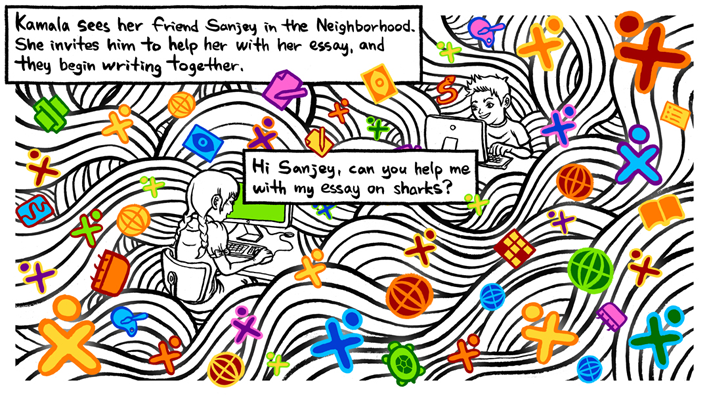 Kamala sees her friend Sanjey in the Neighborhood.
She invites him to help her with her essay, and
they begin writing together.
Hi Sanjey, can you help me
with my essay on sharks?